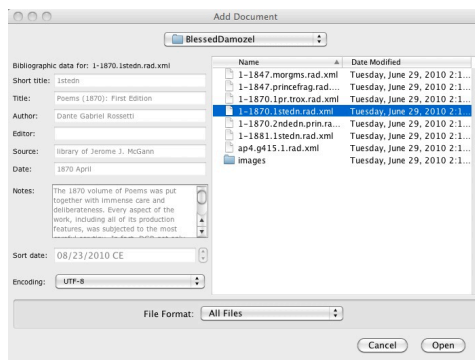 Add Document
BlessedDamozel
Bibliographic data for: 1-1870.1stedn.rad.xml
Short title: 1stedn
Title: Poems (1870): First Edition
Author: Dante Gabriel Rossetti
Editor:
Source: library of Jerome J. McGann
Date: 1870 April
Notes: The 1870 volume of Poems was put
together with immense care and
deliberateness. Every aspect of the
work, including all of its production
features, was subjected to the most
Sort date: 08/23/2010 CE
Encoding: UTF-8
Name Date Modified
1-1847.morgms.rad.xml Tuesday, June 29, 2010 2:1...
1-1847.princefrag.rad.xml Tuesday, June 29, 2010 2:1...
1-1870.1pr.trox.rad.xml Tuesday, June 29, 2010 2:1...
1-1870.1stedn.rad.xml Tuesday, June 29, 2010 2:1...
1-1870.2ndedn.prin.ra... Tuesday, June 29, 2010 2:1...
1-1881.1stedn.rad.xml Tuesday, June 29, 2010 2:1...
ap4.g415.1.rad.xml Tuesday, June 29, 2010 2:1...
images Tuesday, June 29, 2010 2:1...
File Format: All Files
Cancel Open